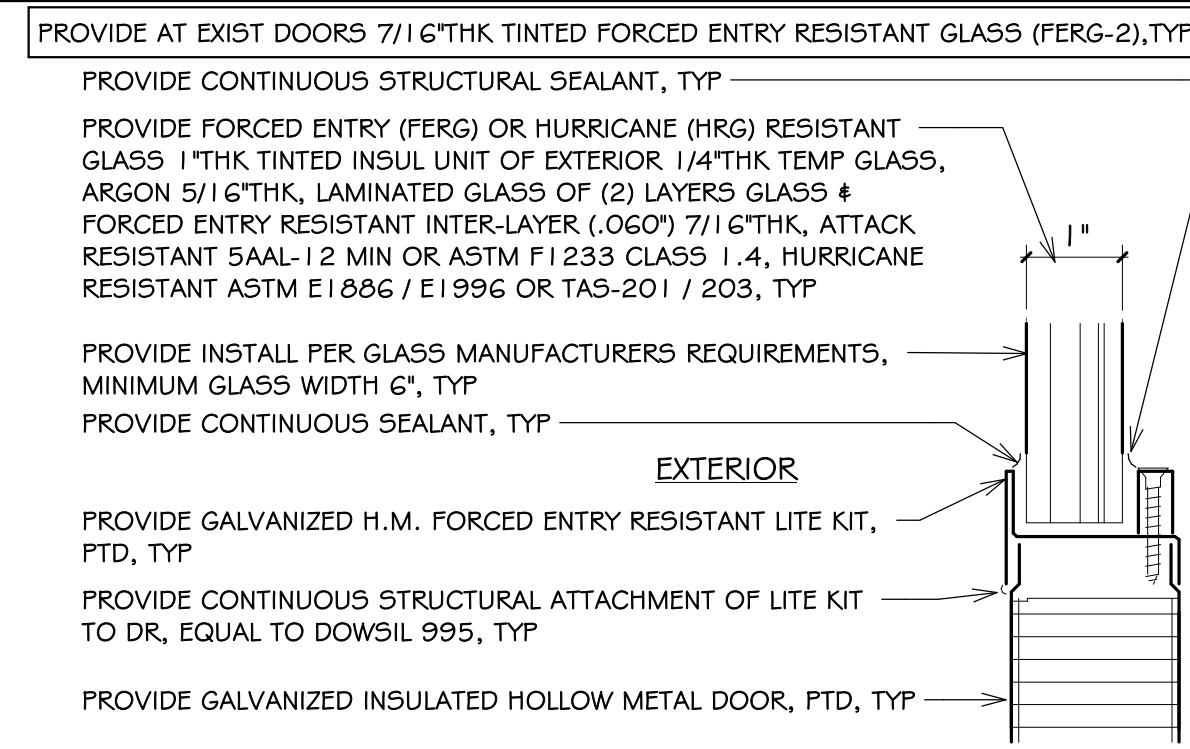 PROVIDE AT EXIST DOORS 7/16"THK TINTED FORCED ENTRY RESISTANT GLASS (FERG-2),TYP
PROVIDE CONTINUOUS STRUCTURAL SEALANT, TYP
PROVIDE FORCED ENTRY (FERG) OR HURRICANE (HRG) RESISTANT
GLASS 1"THK TINTED INSUL UNIT OF EXTERIOR 1/4"THK TEMP GLASS,
ARGON 5/16"THK, LAMINATED GLASS OF (2) LAYERS GLASS &
FORCED ENTRY RESISTANT INTER-LAYER (.060") 7/16"THK, ATTACK
RESISTANT 5AAL-12 MIN OR ASTM F1233 CLASS 1.4, HURRICANE
RESISTANT ASTM E1886 / E1996 OR TAS-201 / 203, TYP
1"
PROVIDE INSTALL PER GLASS MANUFACTURERS REQUIREMENTS,
MINIMUM GLASS WIDTH 6", TYP
PROVIDE CONTINUOUS SEALANT, TYP
EXTERIOR
PROVIDE GALVANIZED H.M. FORCED ENTRY RESISTANT LITE KIT,
PTD, TYP
PROVIDE CONTINUOUS STRUCTURAL ATTACHMENT OF LITE KIT
TO DR, EQUAL TO DOWSIL 995, TYP
PROVIDE GALVANIZED INSULATED HOLLOW METAL DOOR, PTD, TYP